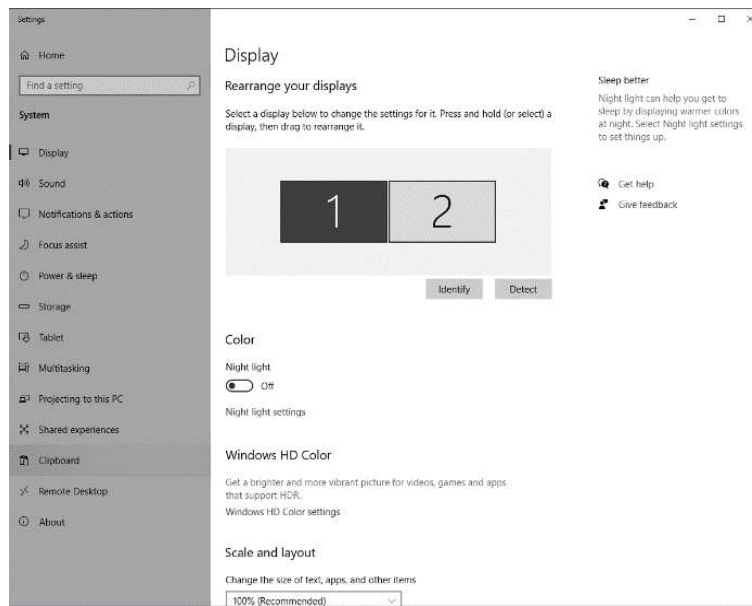 Settings
Home
Find a setting
System
Display
Sound
Notifications & actions
Focus assist
Power & sleep
Storage
Tablet
Multitasking
Projecting to this PC
Shared experiences
Clipboard
Remote Desktop
About
Display
Rearrange your displays
Select a display below to change the settings for it. Press and hold (or select) a
display, then drag to rearrange it.
1
2
Identify
Detect
Color
Night light
Off
Night light settings
Windows HD Color
Get a brighter and more vibrant picture for videos, games and apps
that support HDR.
Windows HD Color settings
Scale and layout
Change the size of text, apps, and other items
100% (Recommended)
Sleep better
Night light can help you get to
sleep by displaying warmer colors
at night. Select Night light settings
to set things up.
Get help
Give feedback